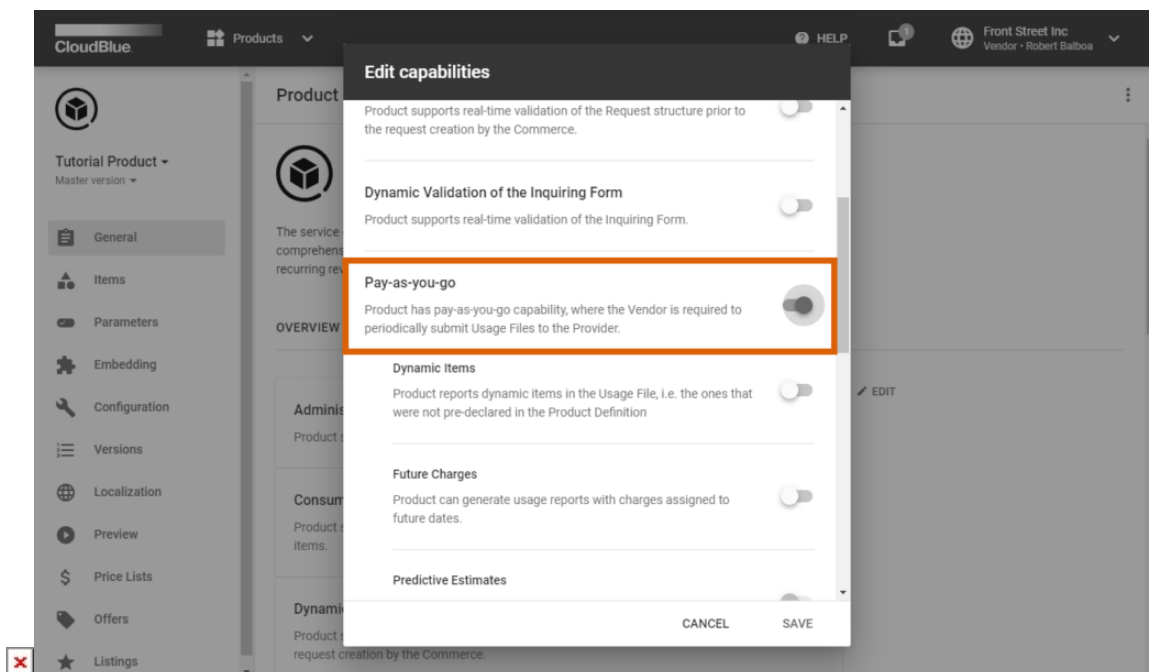 CloudBlue.
Products
HELP
1
Front Street Inc
Vendor • Robert Balboa
Tutorial Product
Master version
General
Items
Parameters
Embedding
Configuration
Versions
Localization
Preview
Price Lists
Offers
Listings
Product
The service
comprehens
recurring rev
OVERVIEW
Adminis
Product s
Consum
Product s
items.
Dynami
Product s
request creation by the Commerce.
EDIT
Edit capabilities
Product supports real-time validation of the Request structure prior to
the request creation by the Commerce.
Dynamic Validation of the Inquiring Form
Product supports real-time validation of the Inquiring Form.
Pay-as-you-go
Product has pay-as-you-go capability, where the Vendor is required to
periodically submit Usage Files to the Provider.
Dynamic Items
Product reports dynamic items in the Usage File, i.e. the ones that
were not pre-declared in the Product Definition
Future Charges
Product can generate usage reports with charges assigned to
future dates.
Predictive Estimates
CANCEL
SAVE